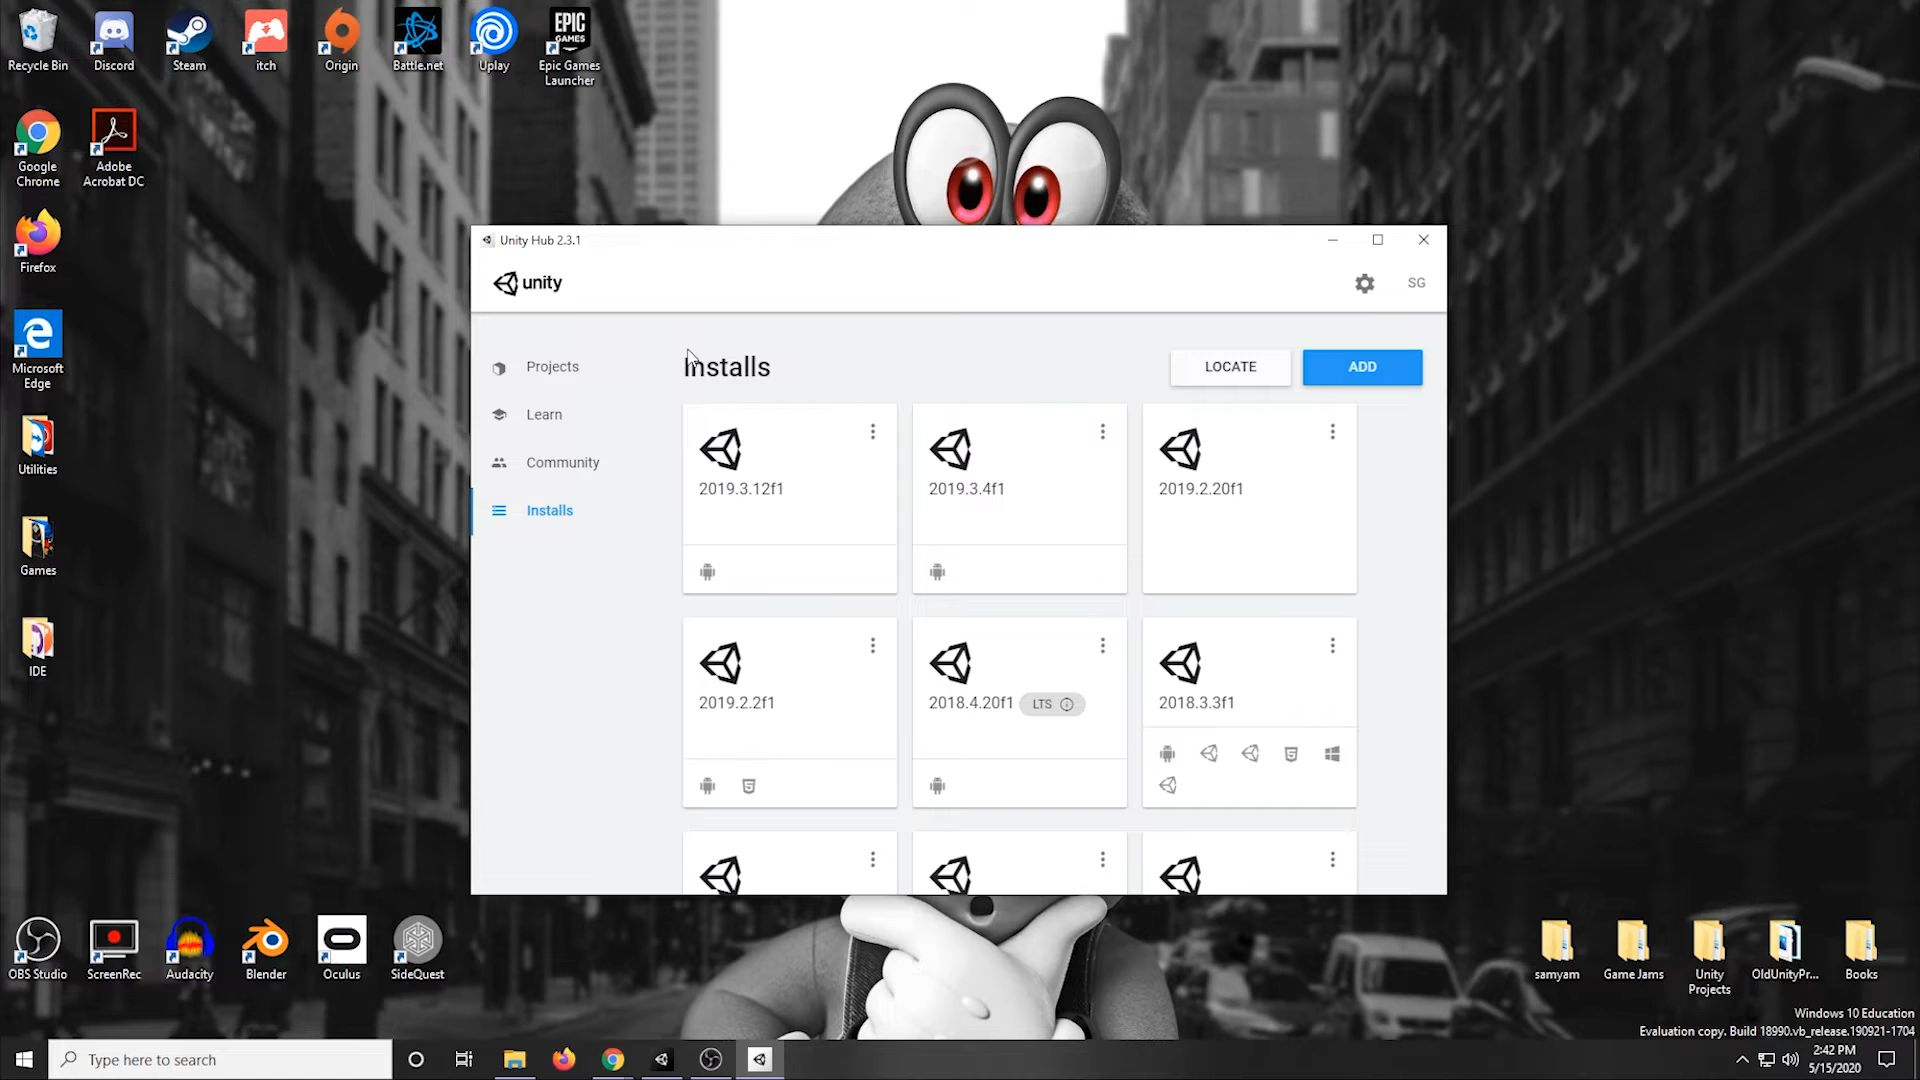 Recycle Bin
Discord
Steam
itch
Origin
Battle.net
Uplay
EPIC
GAMES
Epic Games
Launcher
Google
Chrome
Adobe
Acrobat DC
Firefox
Microsoft
Edge
Utilities
Games
IDE
Unity Hub 2.3.1
unity
SG
Projects
Learn
Community
Installs
Installs
LOCATE
ADD
2019.3.12f1
2019.3.4f1
2019.2.20f1
2019.2.2f1
2018.4.20f1 LTS
2018.3.3f1
OBS Studio
ScreenRec
Audacity
Blender
Oculus
SideQuest
samyam
Game Jams
Unity
Projects
OldUnityPr...
Books
Windows 10 Education
Evaluation copy. Build 18990.vb_release.190921-1704
Type here to search
2:42 PM
5/15/2020